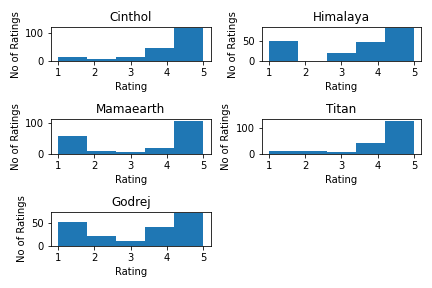 Cinthol
No of Ratings
100
0
1 2 3 4 5
Rating
Himalaya
No of Ratings
50
0
1 2 3 4 5
Rating
Mamaearth
No of Ratings
100
0
1 2 3 4 5
Rating
Titan
No of Ratings
100
0
1 2 3 4 5
Rating
Godrej
No of Ratings
50
0
1 2 3 4 5
Rating